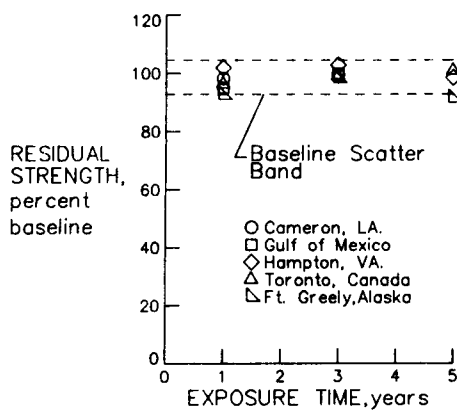 120
100
80
60
40
20
0
RESIDUAL
STRENGTH,
percent
baseline
Baseline Scatter
Band
Cameron, LA.
Gulf of Mexico
Hampton, VA.
Toronto, Canada
Ft. Greely, Alaska
0 1 2 3 4 5
EXPOSURE TIME, years